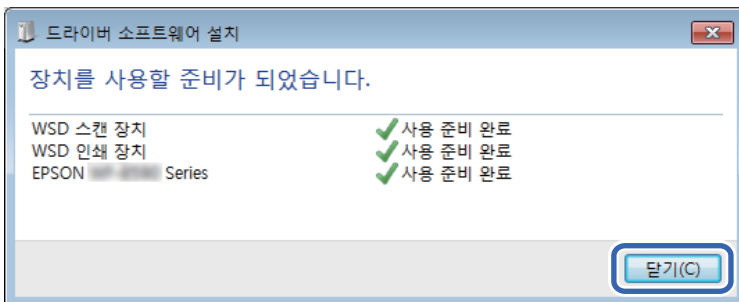 드라이버 소프트웨어 설치
장치를 사용할 준비가 되었습니다.
WSD 스캔 장치 사용 준비 완료
WSD 인쇄 장치 사용 준비 완료
EPSON Series 사용 준비 완료
닫기(C)